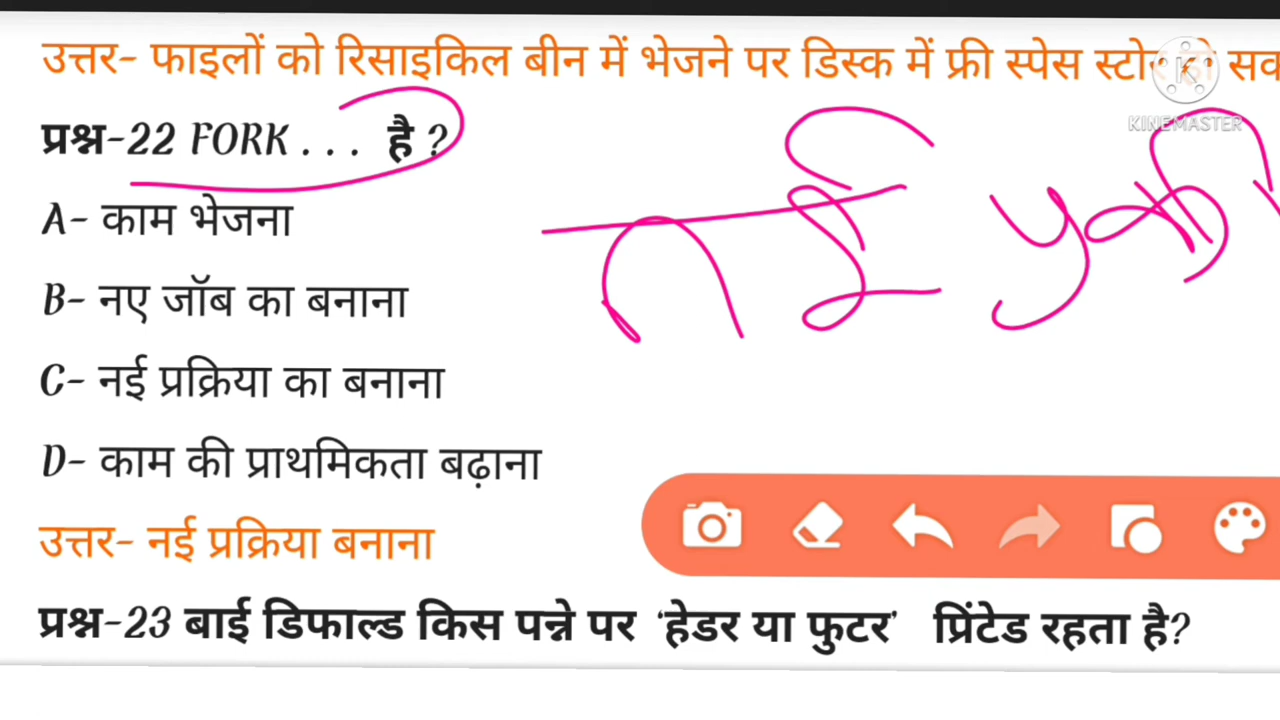 उत्तर- फाइलों को रिसाइकिल बीन में भेजने पर डिस्क में फ्री स्पेस
KINEMASTER
प्रश्न-22 FORK . . . है ?
नई
A- काम भेजना
B- नए जॉब का बनाना
C- नई प्रक्रिया का बनाना
D- काम की प्राथमिकता बढ़ाना
उत्तर- नई प्रक्रिया बनाना
प्रश्न-23 बाई डिफाल्ड किस पन्ने पर ‘हेडर या फुटर’ प्रिंटेड रहता है?